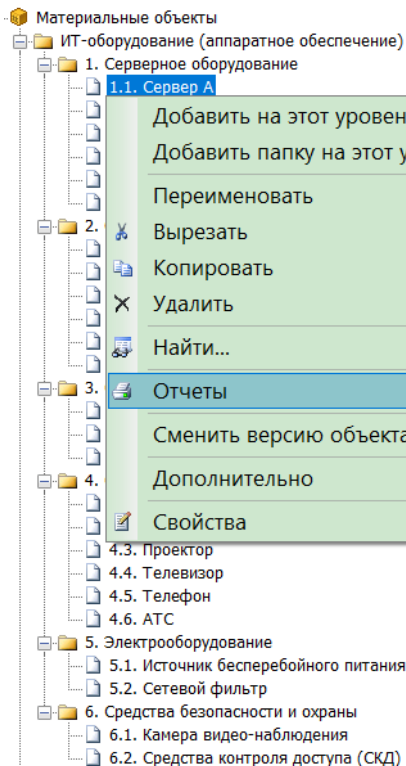 Материальные объекты
ИТ-оборудование (аппаратное обеспечение)
1. Серверное оборудование
1.1. Сервер А
Добавить на этот уровен
Добавить папку на этот у
Переименовать
2.
Вырезать
Копировать
Удалить
Найти...
3.
Отчеты
Сменить версию объекта
4.
Дополнительно
Свойства
4.3. Проектор
4.4. Телевизор
4.5. Телефон
4.6. АТС
5. Электрооборудование
5.1. Источник бесперебойного питания
5.2. Сетевой фильтр
6. Средства безопасности и охраны
6.1. Камера видео-наблюдения
6.2. Средства контроля доступа (СКД)